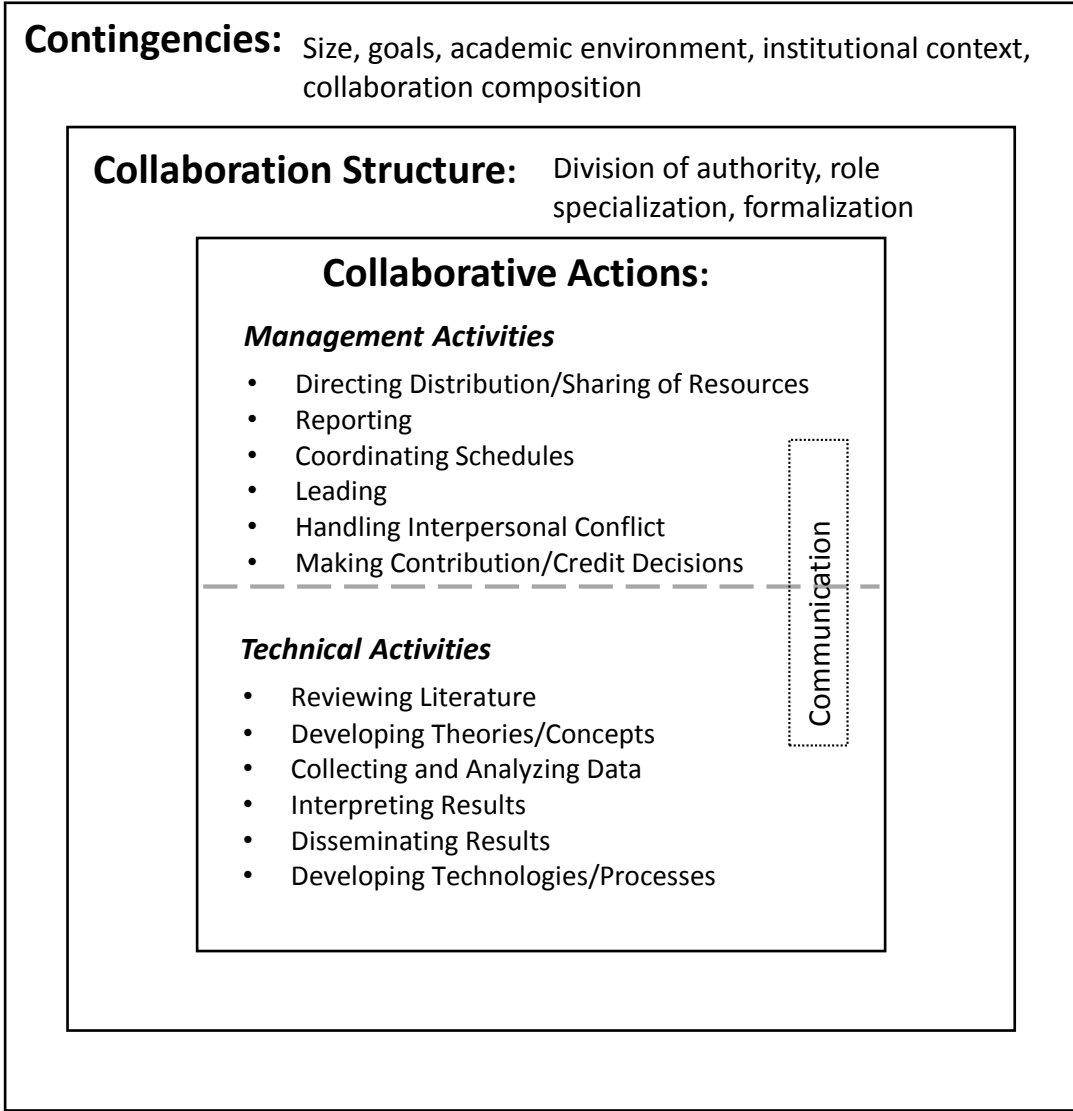 Contingencies: Size, goals, academic environment, institutional context,
collaboration composition
Collaboration Structure: Division of authority, role
specialization, formalization
Collaborative Actions:
Management Activities
• Directing Distribution/Sharing of Resources
• Reporting
• Coordinating Schedules
• Leading
• Handling Interpersonal Conflict
• Making Contribution/Credit Decisions
Communication
Technical Activities
• Reviewing Literature
• Developing Theories/Concepts
• Collecting and Analyzing Data
• Interpreting Results
• Disseminating Results
• Developing Technologies/Processes